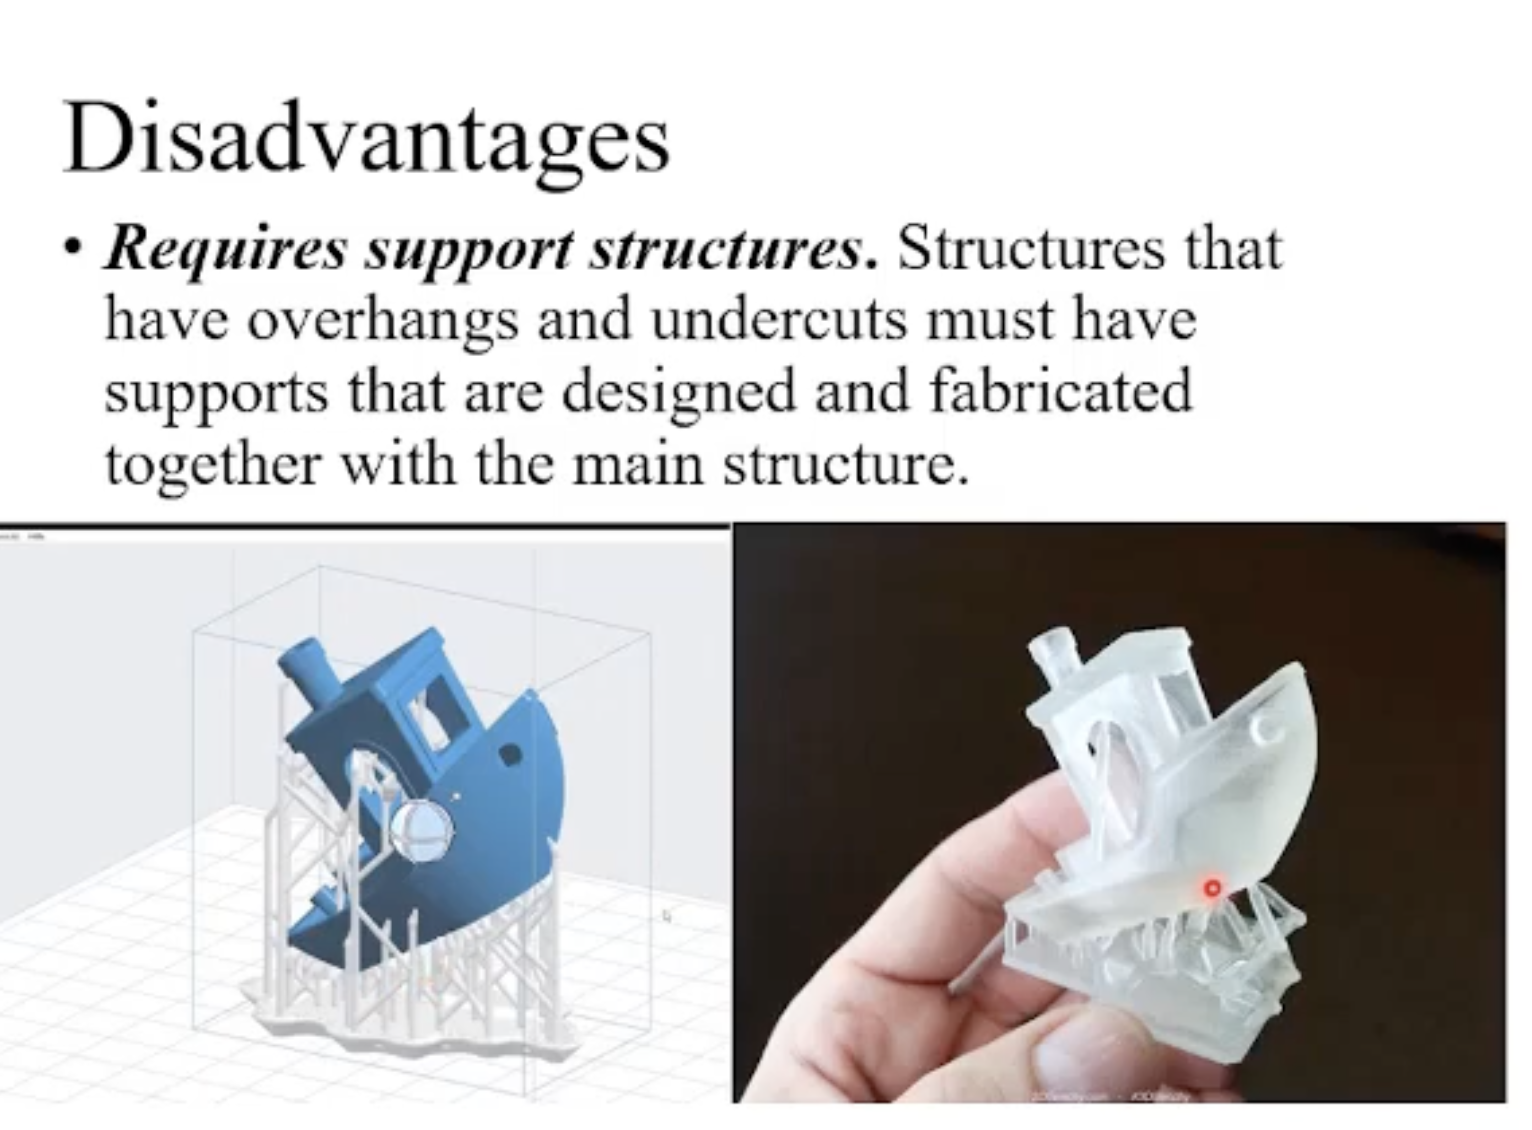 Disadvantages
• Requires support structures. Structures that
have overhangs and undercuts must have
supports that are designed and fabricated
together with the main structure.